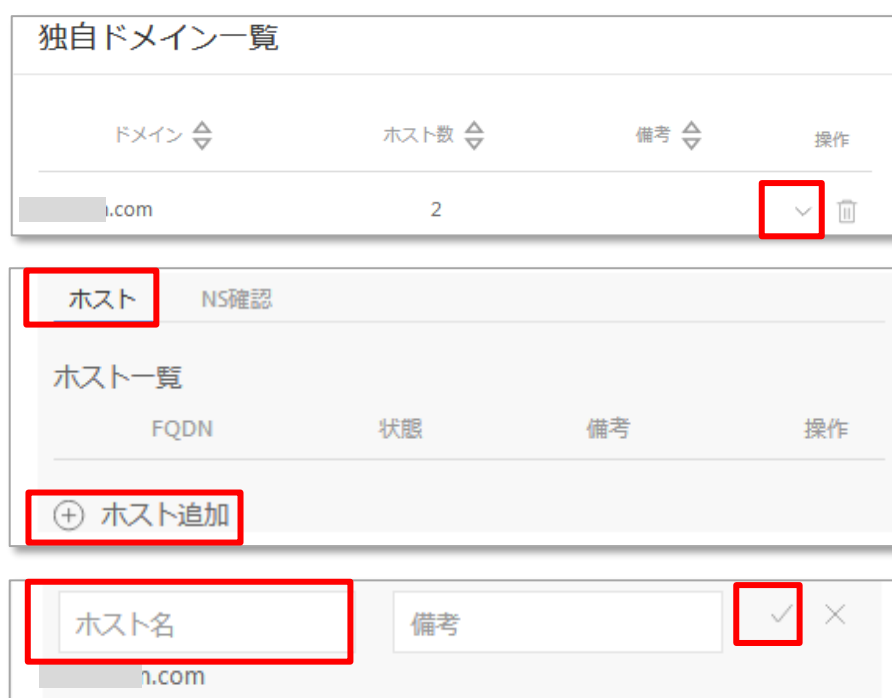 独自ドメイン一覧
ドメイン ホスト数 備考 操作
.com 2
ホスト NS確認
ホスト一覧
FQDN 状態 備考 操作
ホスト追加
ホスト名 備考
.com